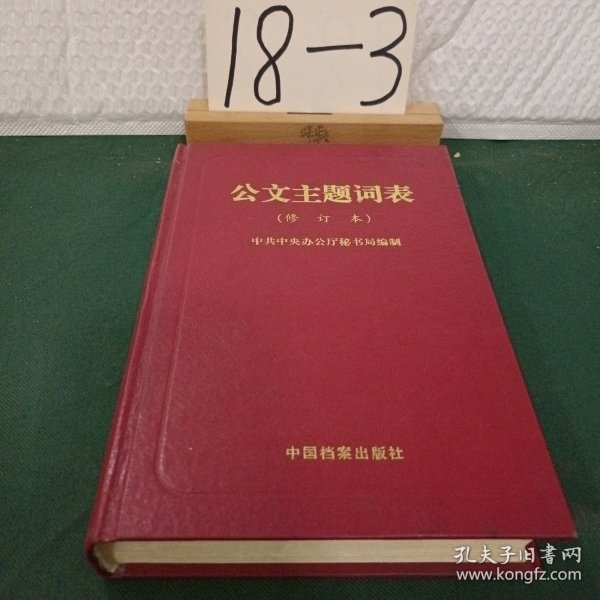 18-3
公文主题词表
(修订本)
中共中央办公厅秘书局编制
中国档案出版社
孔夫子旧书网
www.kongfz.com